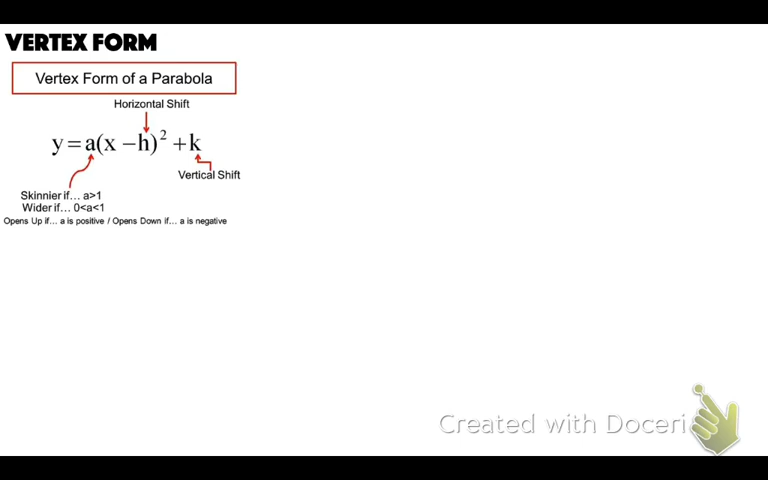 VERTEX FORM
Vertex Form of a Parabola
Horizontal Shift
y = a(x − h)² + k
Vertical Shift
Skinnier if... a>1
Wider if... 0<a<1
Opens Up if... a is positive / Opens Down if... a is negative
Created with Doceri